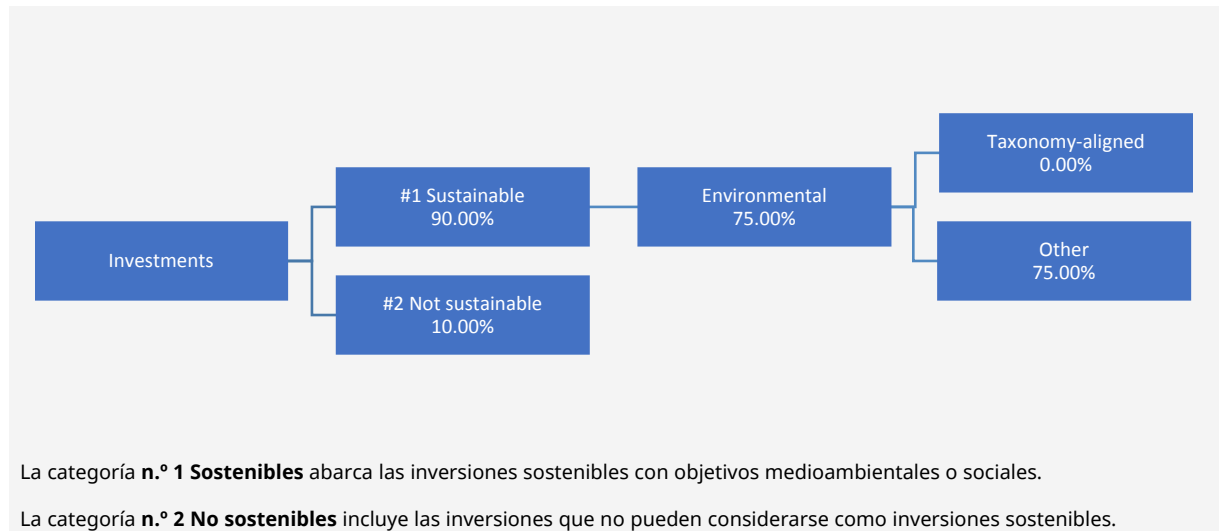 Taxonomy-aligned
0.00%
#1 Sustainable
90.00%
Environmental
75.00%
Investments
Other
75.00%
#2 Not sustainable
10.00%
La categoría n.º 1 Sostenibles abarca las inversiones sostenibles con objetivos medioambientales o sociales.
La categoría n.º 2 No sostenibles incluye las inversiones que no pueden considerarse como inversiones sostenibles.